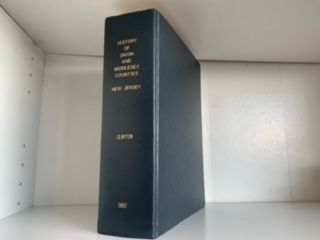 HISTORY
OF
UNION
AND
MIDDLESEX
COUNTIES
NEW JERSEY
CLAYTON
1882